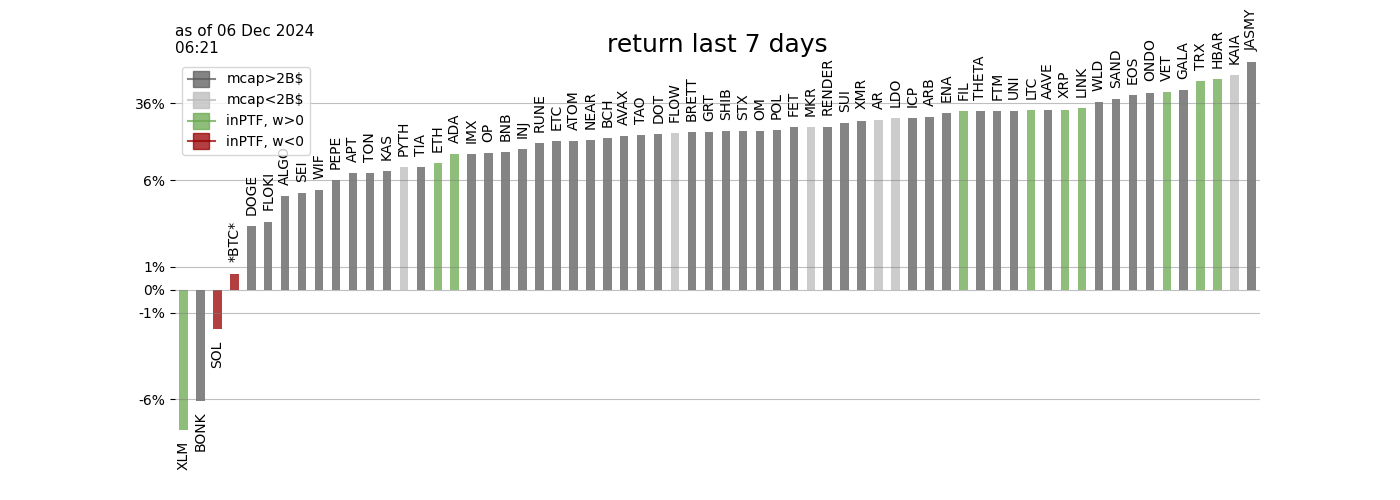 as of 06 Dec 2024
06:21
return last 7 days
mcap>2B$
mcap<2B$
inPTF, w>0
inPTF, w<0
36%
6%
1%
0%
-1%
-6%
XLM
BONK
SOL
*BTC*
DOGE
FLOKI
ALGO
SEI
WIF
PEPE
APT
TON
KAS
PYTH
TIA
ETH
ADA
IMX
OP
BNB
INJ
RUNE
ETC
ATOM
NEAR
BCH
AVAX
TAO
DOT
FLOW
BRETT
GRT
SHIB
STX
OM
POL
FET
MKR
RENDER
SUI
XMR
AR
LDO
ICP
ARB
ENA
FIL
THETA
FTM
UNI
LTC
AAVE
XRP
LINK
WLD
SAND
EOS
ONDO
VET
GALA
TRX
HBAR
KAIA
JASMY